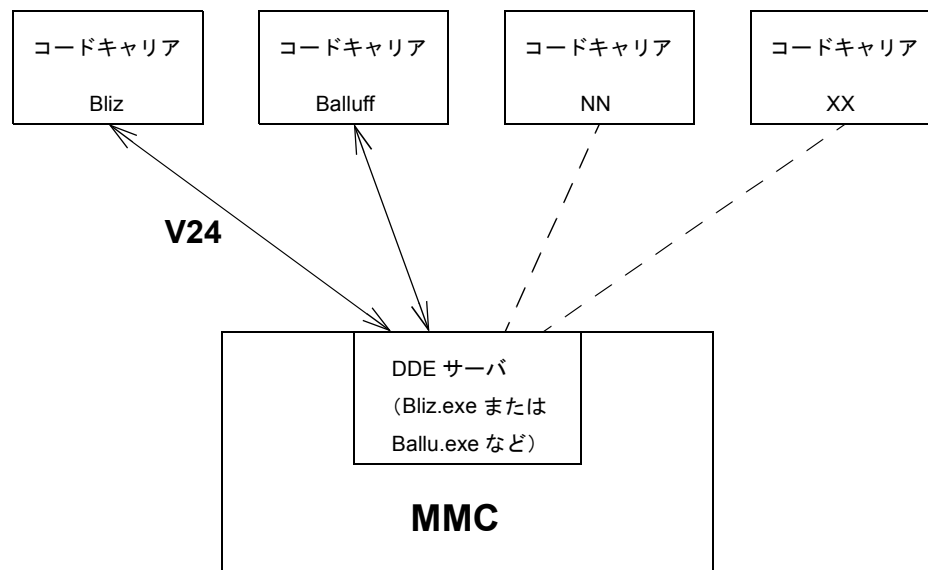 コードキャリア
Bliz
コードキャリア
Balluff
コードキャリア
NN
コードキャリア
XX
V24
DDE サーバ
（Bliz.exe または
Ballu.exe など）
MMC